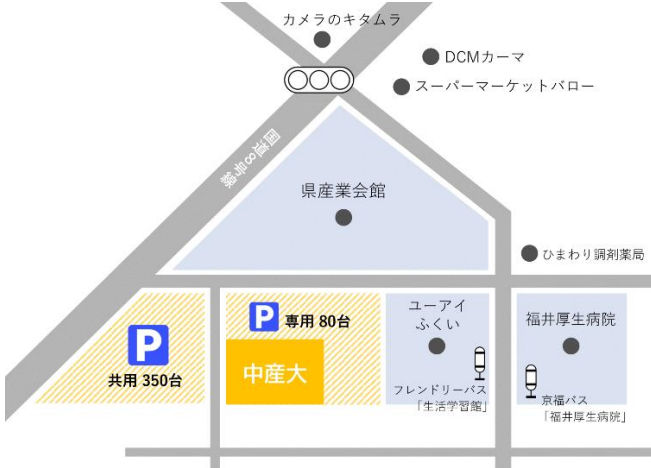 カメラのキタムラ
DCMカーマ
スーパーマーケットバロー
国道8号線
県産業会館
ひまわり調剤薬局
P
共用 350台
P 専用 80台
中産大
ユーアイ
ふくい
フレンドリーバス
「生活学習館」
福井厚生病院
京福バス
「福井厚生病院」